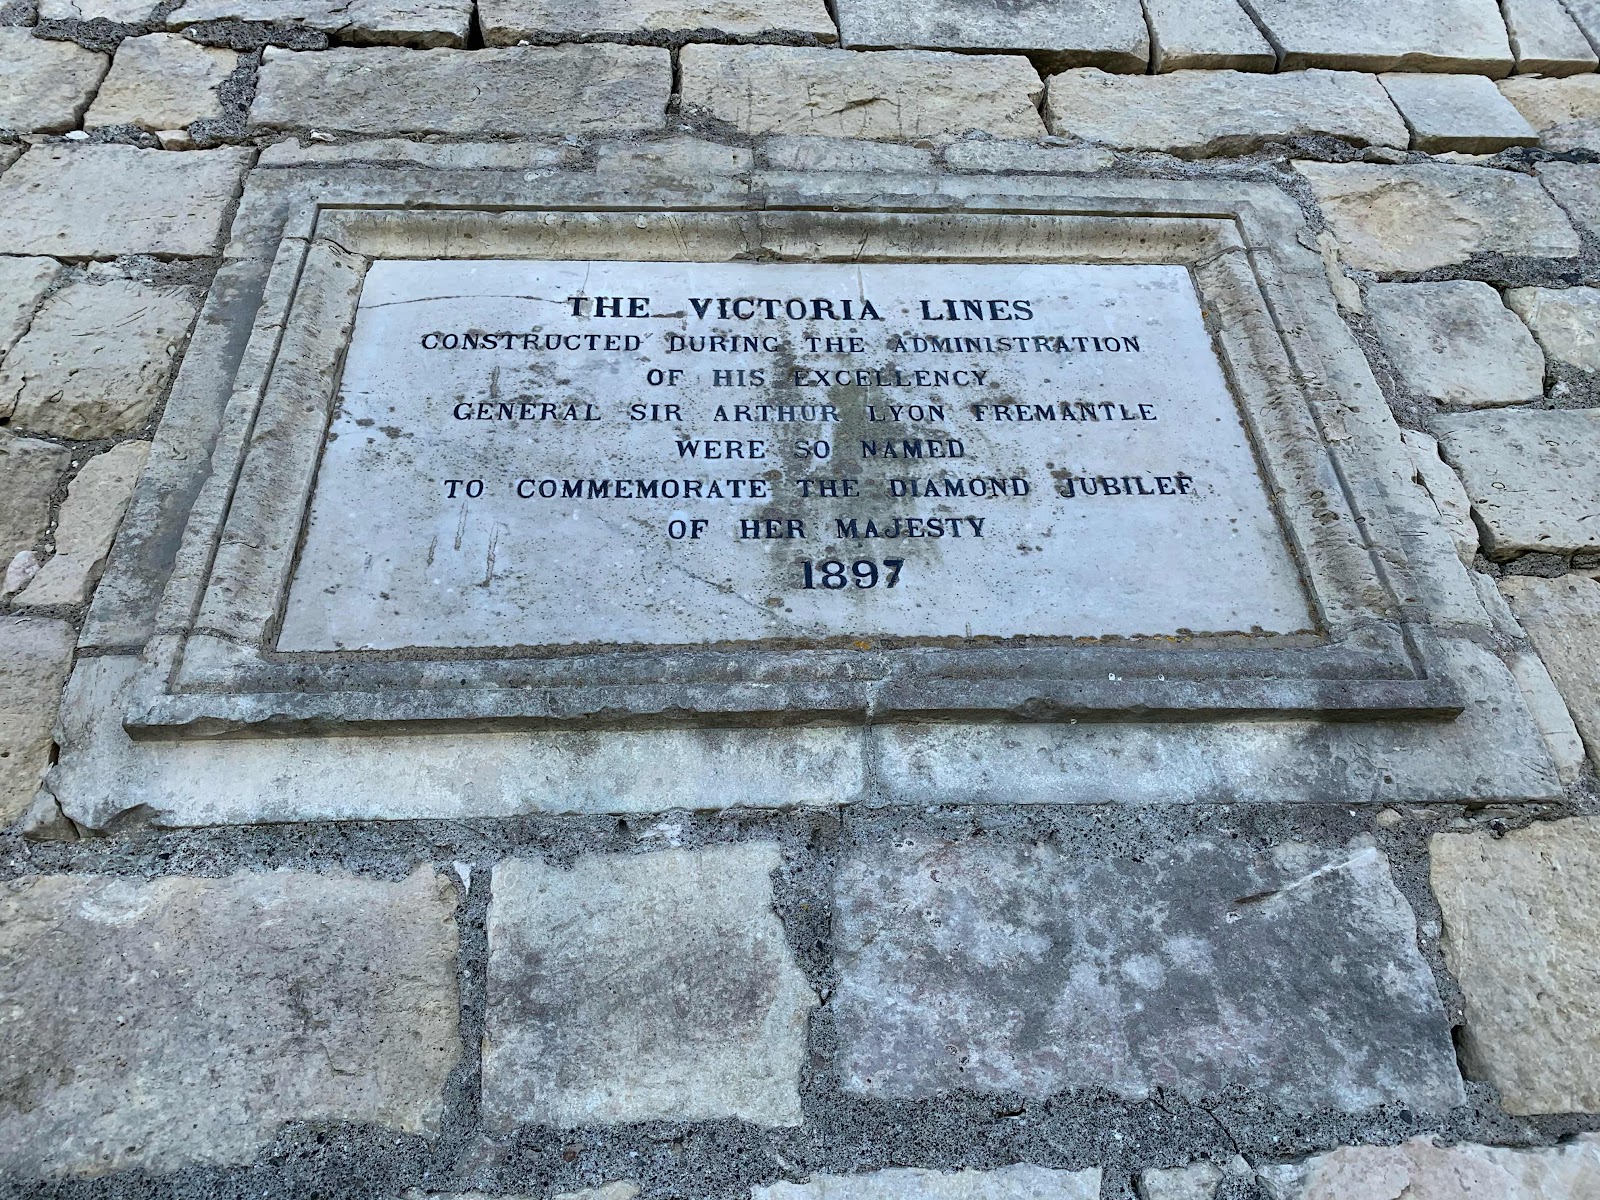 THE VICTORIA LINES
CONSTRUCTED DURING THE ADMINISTRATION
OF HIS EXCELLENCY
GENERAL SIR ARTHUR LYON FREMANTLE
WERE SO NAMED
TO COMMEMORATE THE DIAMOND JUBILEE
OF HER MAJESTY
1897